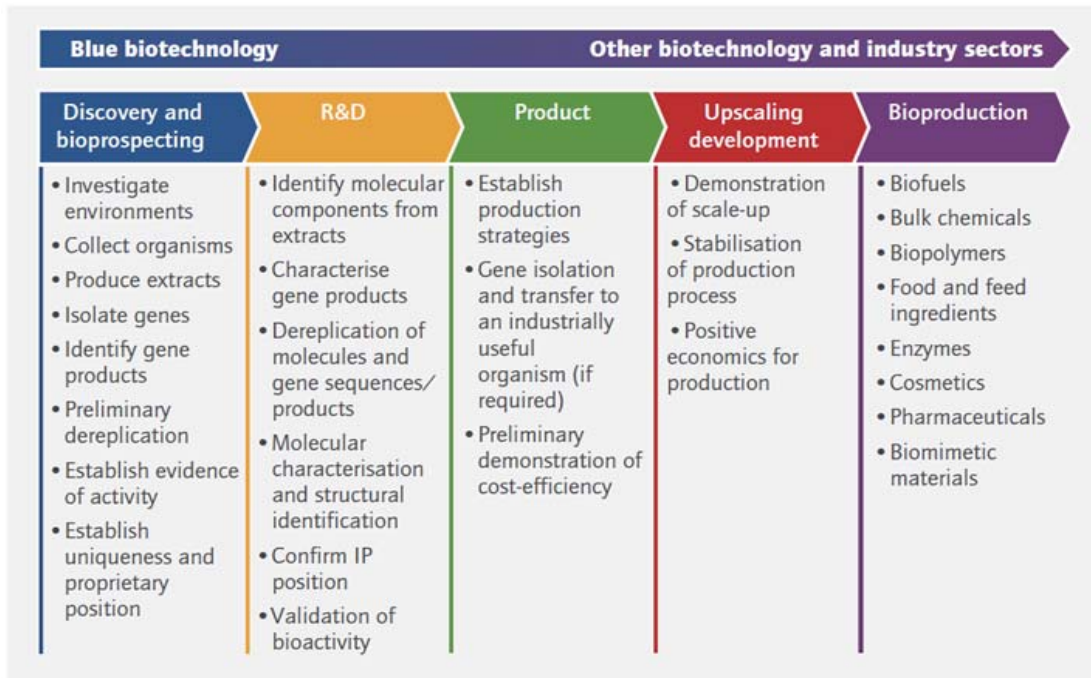 Blue biotechnology
Other biotechnology and industry sectors
Discovery and
bioprospecting
R&D
Product
Upscaling
development
Bioproduction
• Investigate
environments
• Collect organisms
• Produce extracts
• Isolate genes
• Identify gene
products
• Preliminary
dereplication
• Establish evidence
of activity
• Establish
uniqueness and
proprietary
position
• Identify molecular
components from
extracts
• Characterise
gene products
• Dereplication of
molecules and
gene sequences/
products
• Molecular
characterisation
and structural
identification
• Confirm IP
position
• Validation of
bioactivity
• Establish
production
strategies
• Gene isolation
and transfer to
an industrially
useful
organism (if
required)
• Preliminary
demonstration of
cost-efficiency
• Demonstration
of scale-up
• Stabilisation
of production
process
• Positive
economics for
production
• Biofuels
• Bulk chemicals
• Biopolymers
• Food and feed
ingredients
• Enzymes
• Cosmetics
• Pharmaceuticals
• Biomimetic
materials